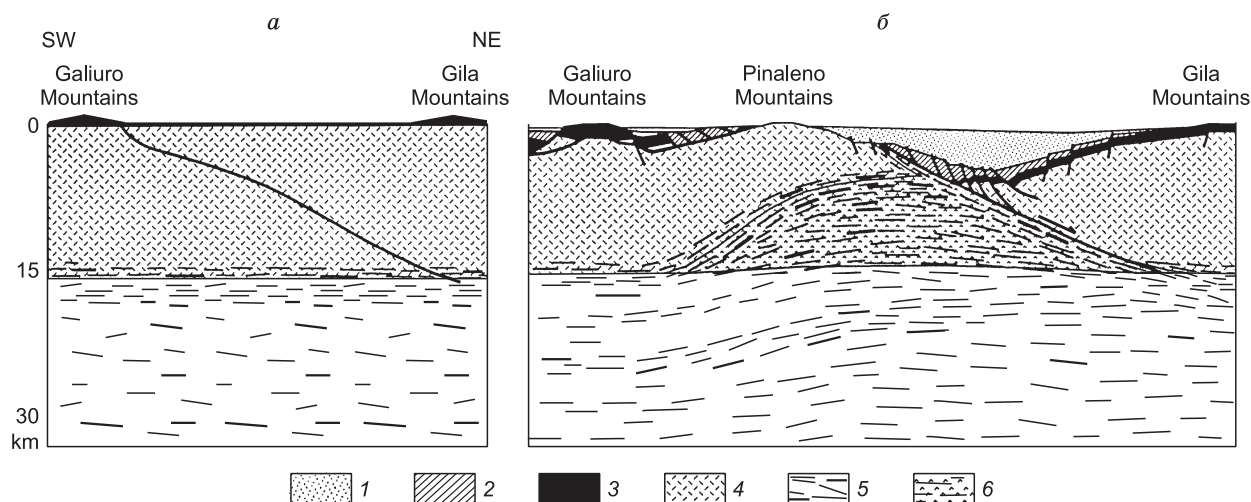 а
б
SW
NE
Galiuro
Mountains
Gila
Mountains
Galiuro
Mountains
Pinaleno
Mountains
Gila
Mountains
0
15
30
km
1
2
3
4
5
6